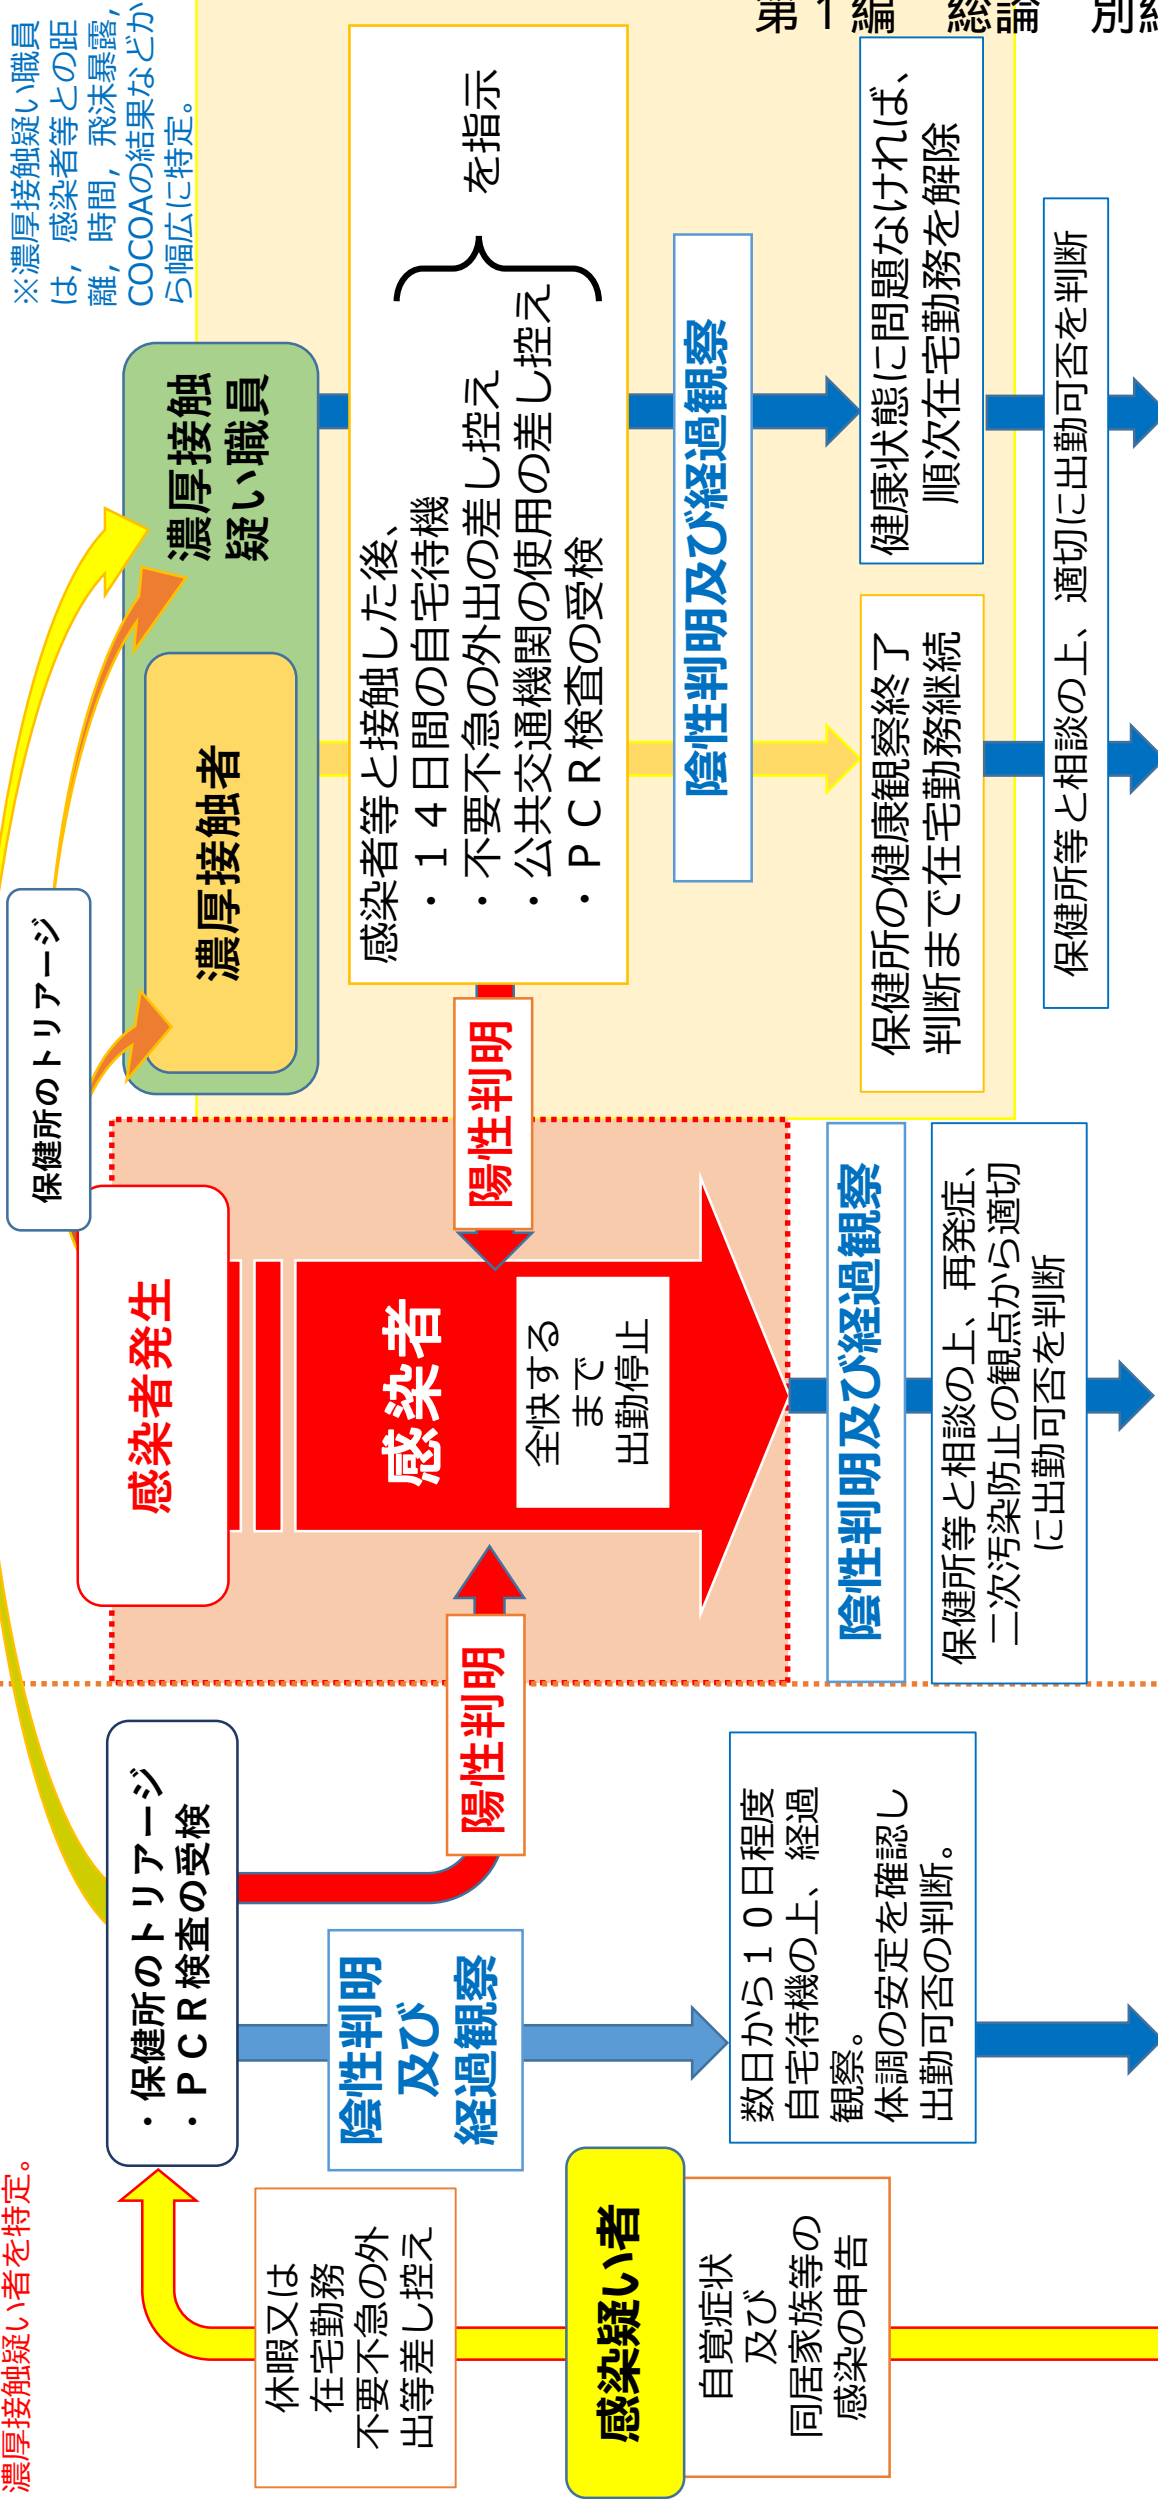 第１編　総論　別
濃厚接触疑い者を特定。
※濃厚接触疑い職員
は，感染者等との距
離，時間，飛沫暴露，
COCOAの結果などか
ら幅広に特定。
・保健所のトリアージ
・ＰＣＲ検査の受検
保健所のトリアージ
感染者発生
濃厚接触者
濃厚接触
疑い職員
休暇又は
在宅勤務
不要不急の外
出等差し控え
陰性判明
及び
経過観察
陽性判明
感染者
全快する
まで
出勤停止
陽性判明
感染者等と接触した後、
・１４日間の自宅待機
・不要不急の外出の差し控え
・公共交通機関の使用の差し控え
・ＰＣＲ検査の受検
を指示
感染疑い者
自覚症状
及び
同居家族等の
感染の申告
数日から１０日程度
自宅待機の上、経過
観察。
体調の安定を確認し
出勤可否の判断。
陰性判明及び経過観察
保健所等と相談の上、再発症、
二次汚染防止の観点から適切
に出勤可否を判断
陰性判明及び経過観察
保健所の健康観察終了
判断まで在宅勤務継続
健康状態に問題なければ、
順次在宅勤務を解除
保健所等と相談の上、適切に出勤可否を判断